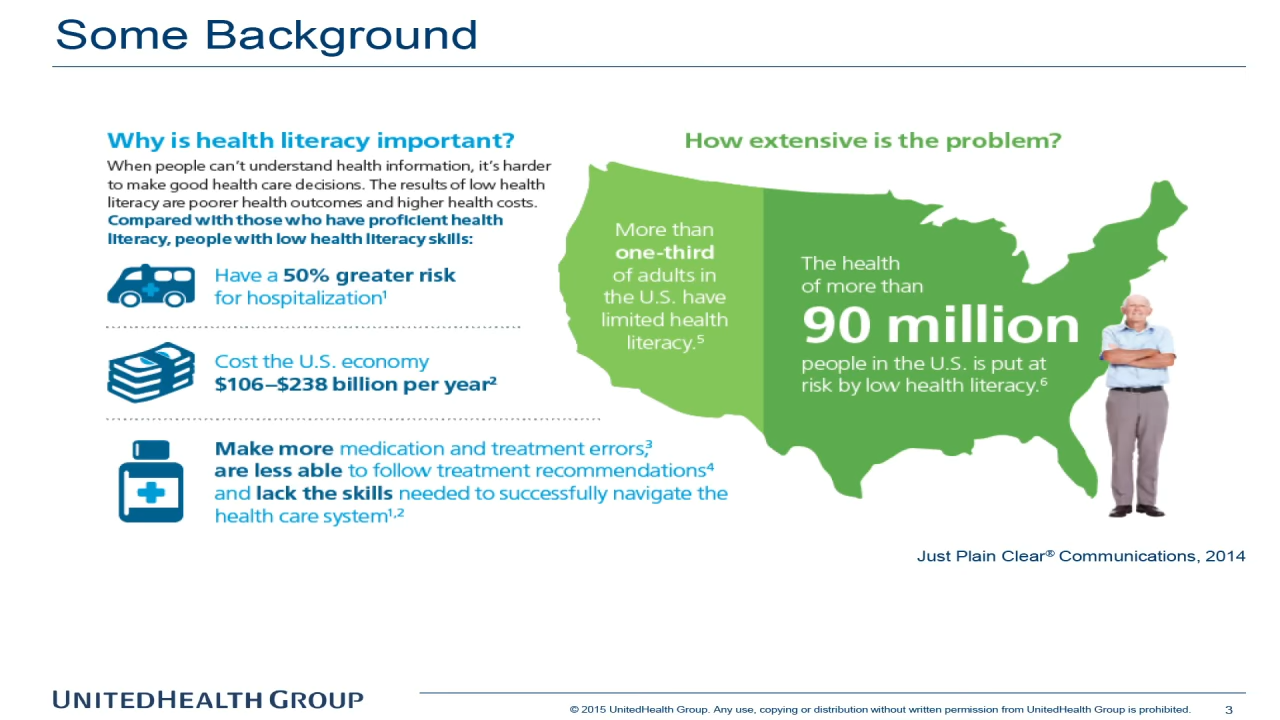 Some Background
Why is health literacy important?
When people can't understand health information, it's harder
to make good health care decisions. The results of low health
literacy are poorer health outcomes and higher health costs.
Compared with those who have proficient health
literacy, people with low health literacy skills:
Have a 50% greater risk
for hospitalization¹
Cost the U.S. economy
$106–$238 billion per year²
Make more medication and treatment errors,³
are less able to follow treatment recommendations⁴
and lack the skills needed to successfully navigate the
health care system¹,²
How extensive is the problem?
More than
one-third
of adults in
the U.S. have
limited health
literacy.⁵
The health
of more than
90 million
people in the U.S. is put at
risk by low health literacy.⁶
Just Plain Clear® Communications, 2014
UNITEDHEALTH GROUP
© 2015 UnitedHealth Group. Any use, copying or distribution without written permission from UnitedHealth Group is prohibited.
3